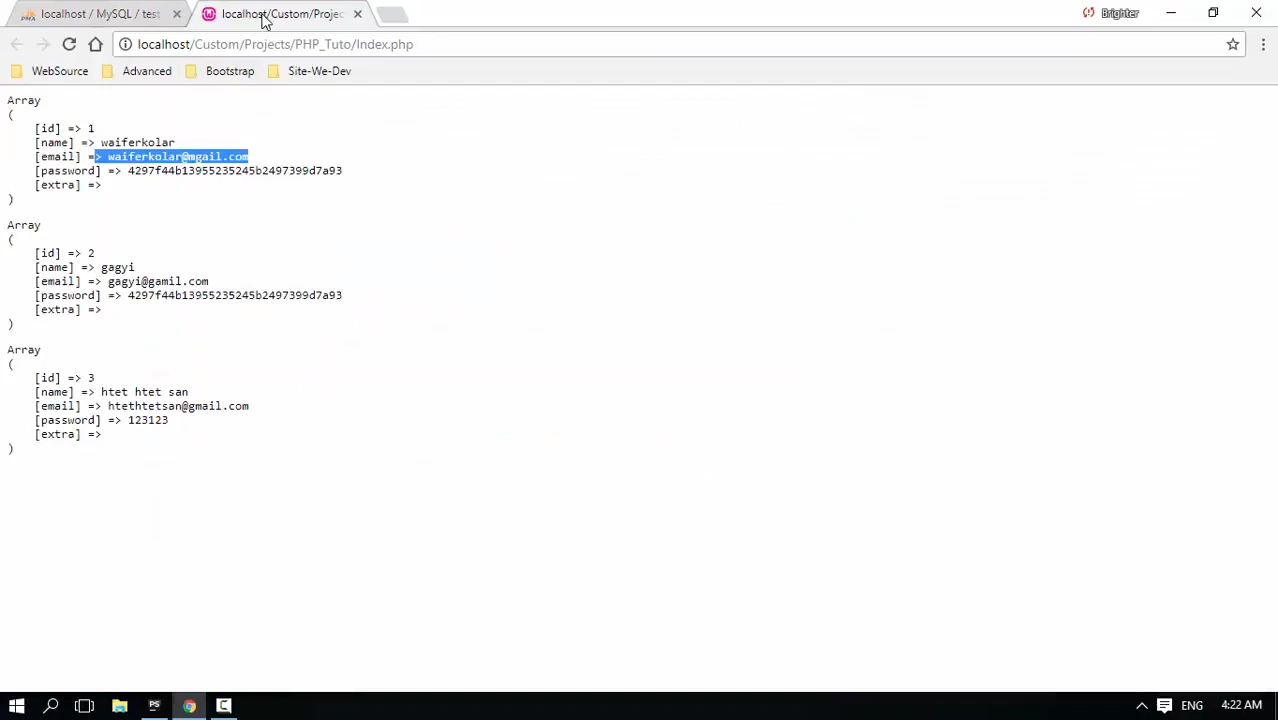 localhost / MySQL / test
localhost/Custom/Projec
Brighter
localhost/Custom/Projects/PHP_Tuto/Index.php
WebSource
Advanced
Bootstrap
Site-We-Dev
Array
(
[id] => 1
[name] => waiferkolar
[email] => waiferkolar@mgail.com
[password] => 4297f44b13955235245b2497399d7a93
[extra] =>
)
Array
(
[id] => 2
[name] => gagyi
[email] => gagyi@gamil.com
[password] => 4297f44b13955235245b2497399d7a93
[extra] =>
)
Array
(
[id] => 3
[name] => htet htet san
[email] => htethtetsan@gmail.com
[password] => 123123
[extra] =>
)
PS
ENG
4:22 AM